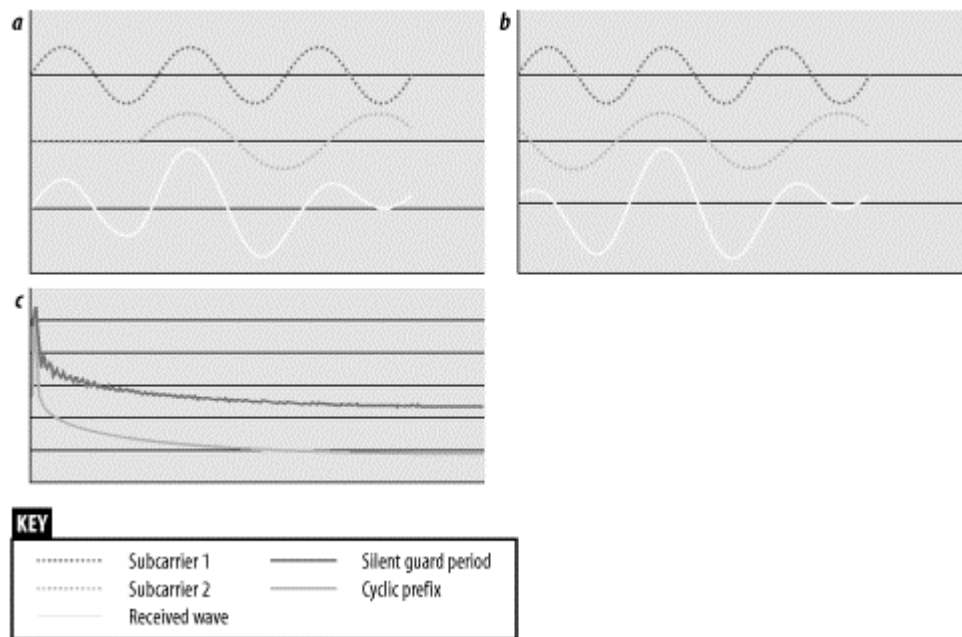 a
b
c
KEY
Subcarrier 1
Silent guard period
Subcarrier 2
Cyclic prefix
Received wave